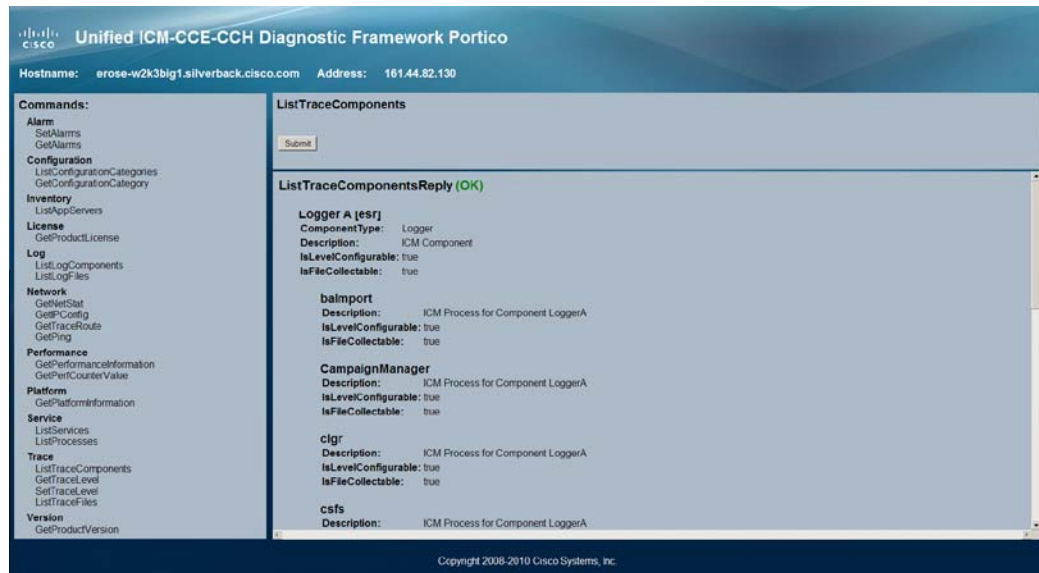 CISCO
Unified ICM-CCE-CCH Diagnostic Framework Portico
Hostname: erose-w2k3big1.silverback.cisco.com Address: 161.44.82.130
Commands:
Alarm
SetAlarms
GetAlarms
Configuration
ListConfigurationCategories
GetConfigurationCategory
Inventory
ListAppServers
License
GetProductLicense
Log
ListLogComponents
ListLogFiles
Network
GetNetStat
GetIPConfig
GetTraceRoute
GetPing
Performance
GetPerformanceInformation
GetPerfCounterValue
Platform
GetPlatformInformation
Service
ListServices
ListProcesses
Trace
ListTraceComponents
GetTraceLevel
SetTraceLevel
ListTraceFiles
Version
GetProductVersion
ListTraceComponents
Submit
ListTraceComponentsReply (OK)
Logger A [esr]
ComponentType: Logger
Description: ICM Component
IsLevelConfigurable: true
IsFileCollectable: true
baImport
Description: ICM Process for Component LoggerA
IsLevelConfigurable: true
IsFileCollectable: true
CampaignManager
Description: ICM Process for Component LoggerA
IsLevelConfigurable: true
IsFileCollectable: true
clgr
Description: ICM Process for Component LoggerA
IsLevelConfigurable: true
IsFileCollectable: true
csfs
Description: ICM Process for Component LoggerA
Copyright 2008-2010 Cisco Systems, Inc.